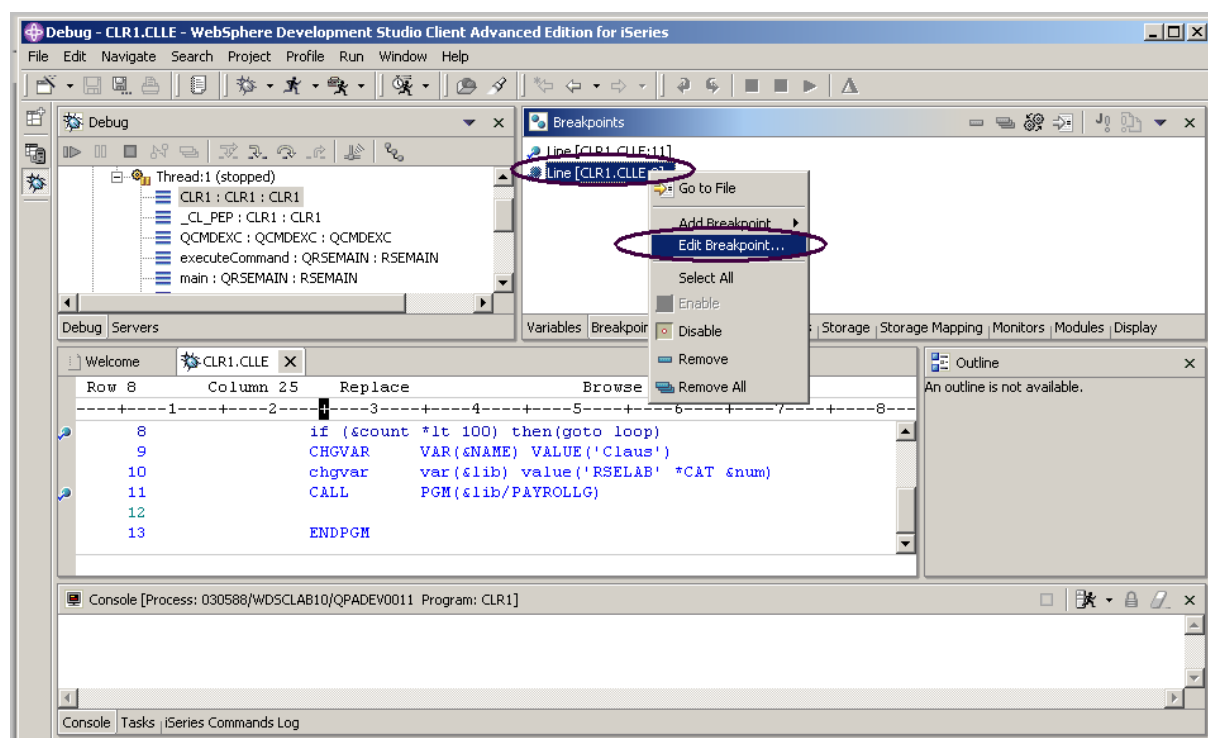 Debug - CLR1.CLLE - WebSphere Development Studio Client Advanced Edition for iSeries
File Edit Navigate Search Project Profile Run Window Help
Debug
Thread:1 (stopped)
CLR1 : CLR1 : CLR1
_CL_PEP : CLR1 : CLR1
QCMDEXC : QCMDEXC : QCMDEXC
executeCommand : QRSEMAIN : RSEMAIN
main : QRSEMAIN : RSEMAIN
Debug Servers
Breakpoints
Line [CLR1.CLLE:11]
Line [CLR1.CLLE
Go to File
Add Breakpoint
Edit Breakpoint...
Select All
Enable
Disable
Remove
Remove All
Variables Breakpoin Storage Storage Mapping Monitors Modules Display
Welcome CLR1.CLLE
Row 8 Column 25 Replace Browse
----+----1----+----2----+----3----+----4----+----5----+----6----+----7----+----8---
8 if (&count *lt 100) then(goto loop)
9 CHGVAR VAR(&NAME) VALUE('Claus')
10 chgvar var(&lib) value('RSELAB' *CAT &num)
11 CALL PGM(&lib/PAYROLLG)
12
13 ENDPGM
Outline
An outline is not available.
Console [Process: 030588/WDSCLAB10/QPADEV0011 Program: CLR1]
Console Tasks iSeries Commands Log